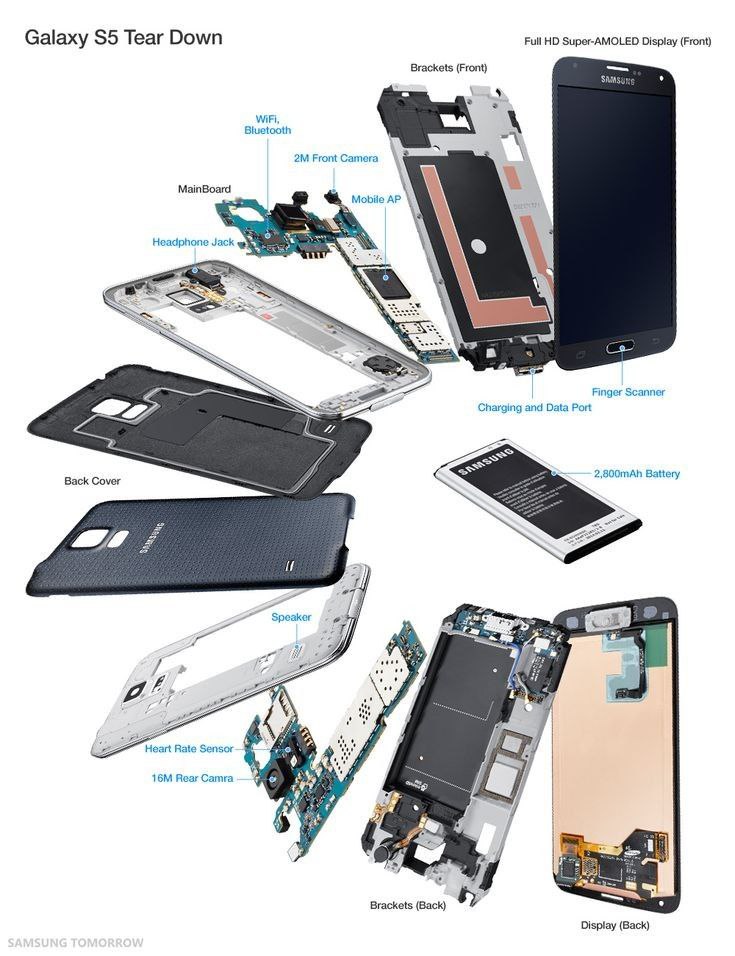 Galaxy S5 Tear Down
Full HD Super-AMOLED Display (Front)
Brackets (Front)
SAMSUNG
WiFi,
Bluetooth
2M Front Camera
MainBoard
Mobile AP
Headphone Jack
Finger Scanner
Charging and Data Port
SAMSUNG
2,800mAh Battery
Back Cover
SAMSUNG
Speaker
Heart Rate Sensor
16M Rear Camra
Brackets (Back)
Display (Back)
SAMSUNG TOMORROW